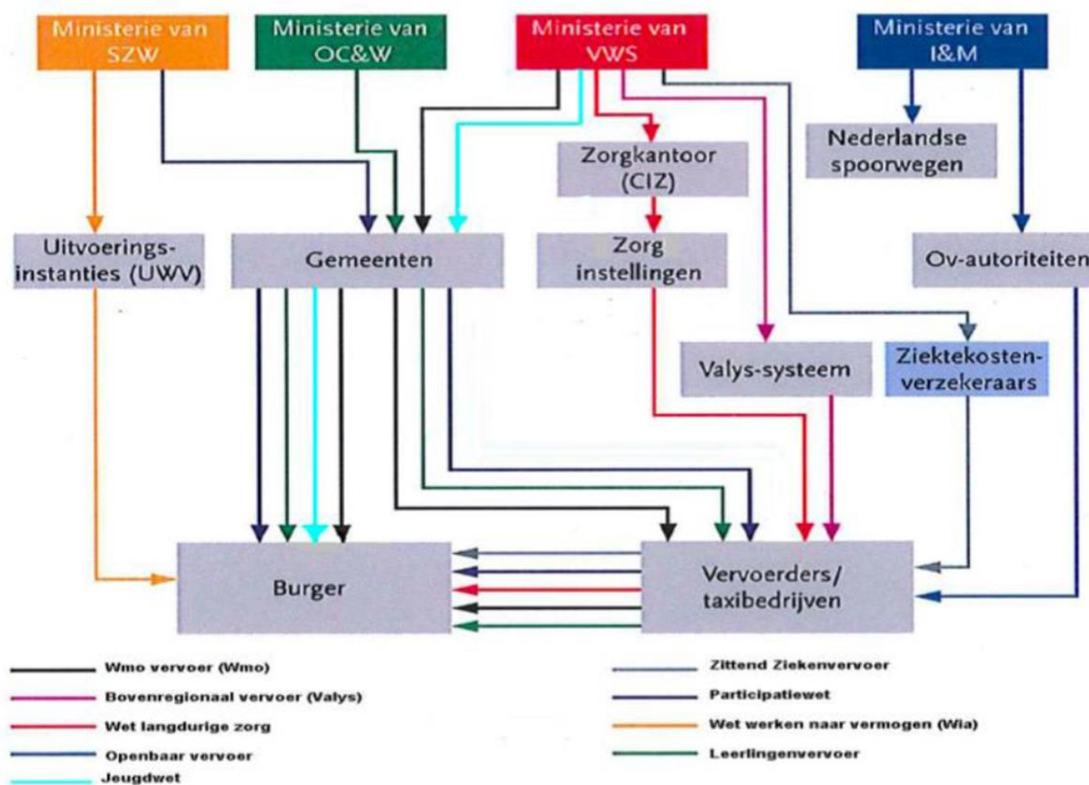 Ministerie van
SZW
Ministerie van
OC&W
Ministerie van
VWS
Ministerie van
I&M
Zorgkantoor
(CIZ)
Nederlandse
spoorwegen
Uitvoerings-
instanties (UWV)
Gemeenten
Zorg
instellingen
Ov-autoriteiten
Valys-systeem
Ziektekosten-
verzekeraars
Burger
Vervoerders/
taxibedrijven
Wmo vervoer (Wmo)
Bovenregionaal vervoer (Valys)
Wet langdurige zorg
Openbaar vervoer
Jeugdwet
Zittend Ziekenvervoer
Participatiewet
Wet werken naar vermogen (Wia)
Leerlingenvervoer